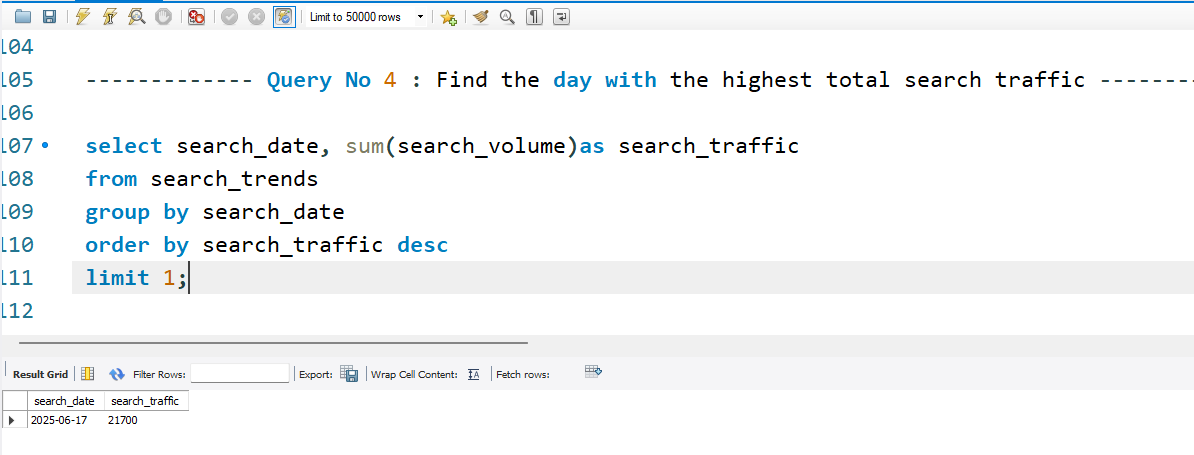 Limit to 50000 rows
104
105 ------------- Query No 4 : Find the day with the highest total search traffic --------
106
107 select search_date, sum(search_volume)as search_traffic
108 from search_trends
109 group by search_date
110 order by search_traffic desc
111 limit 1;
112
Result Grid Filter Rows: Export: Wrap Cell Content: Fetch rows:
search_date search_traffic
2025-06-17 21700